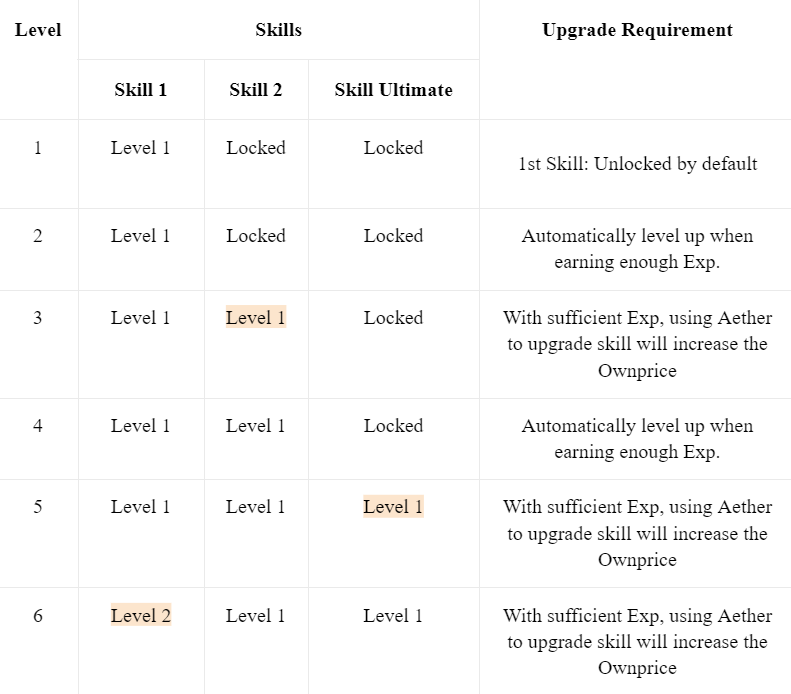 Level Skills Upgrade Requirement
Skill 1 Skill 2 Skill Ultimate
1 Level 1 Locked Locked 1st Skill: Unlocked by default
2 Level 1 Locked Locked Automatically level up when
earning enough Exp.
3 Level 1 Level 1 Locked With sufficient Exp, using Aether
to upgrade skill will increase the
Ownprice
4 Level 1 Level 1 Locked Automatically level up when
earning enough Exp.
5 Level 1 Level 1 Level 1 With sufficient Exp, using Aether
to upgrade skill will increase the
Ownprice
6 Level 2 Level 1 Level 1 With sufficient Exp, using Aether
to upgrade skill will increase the
Ownprice